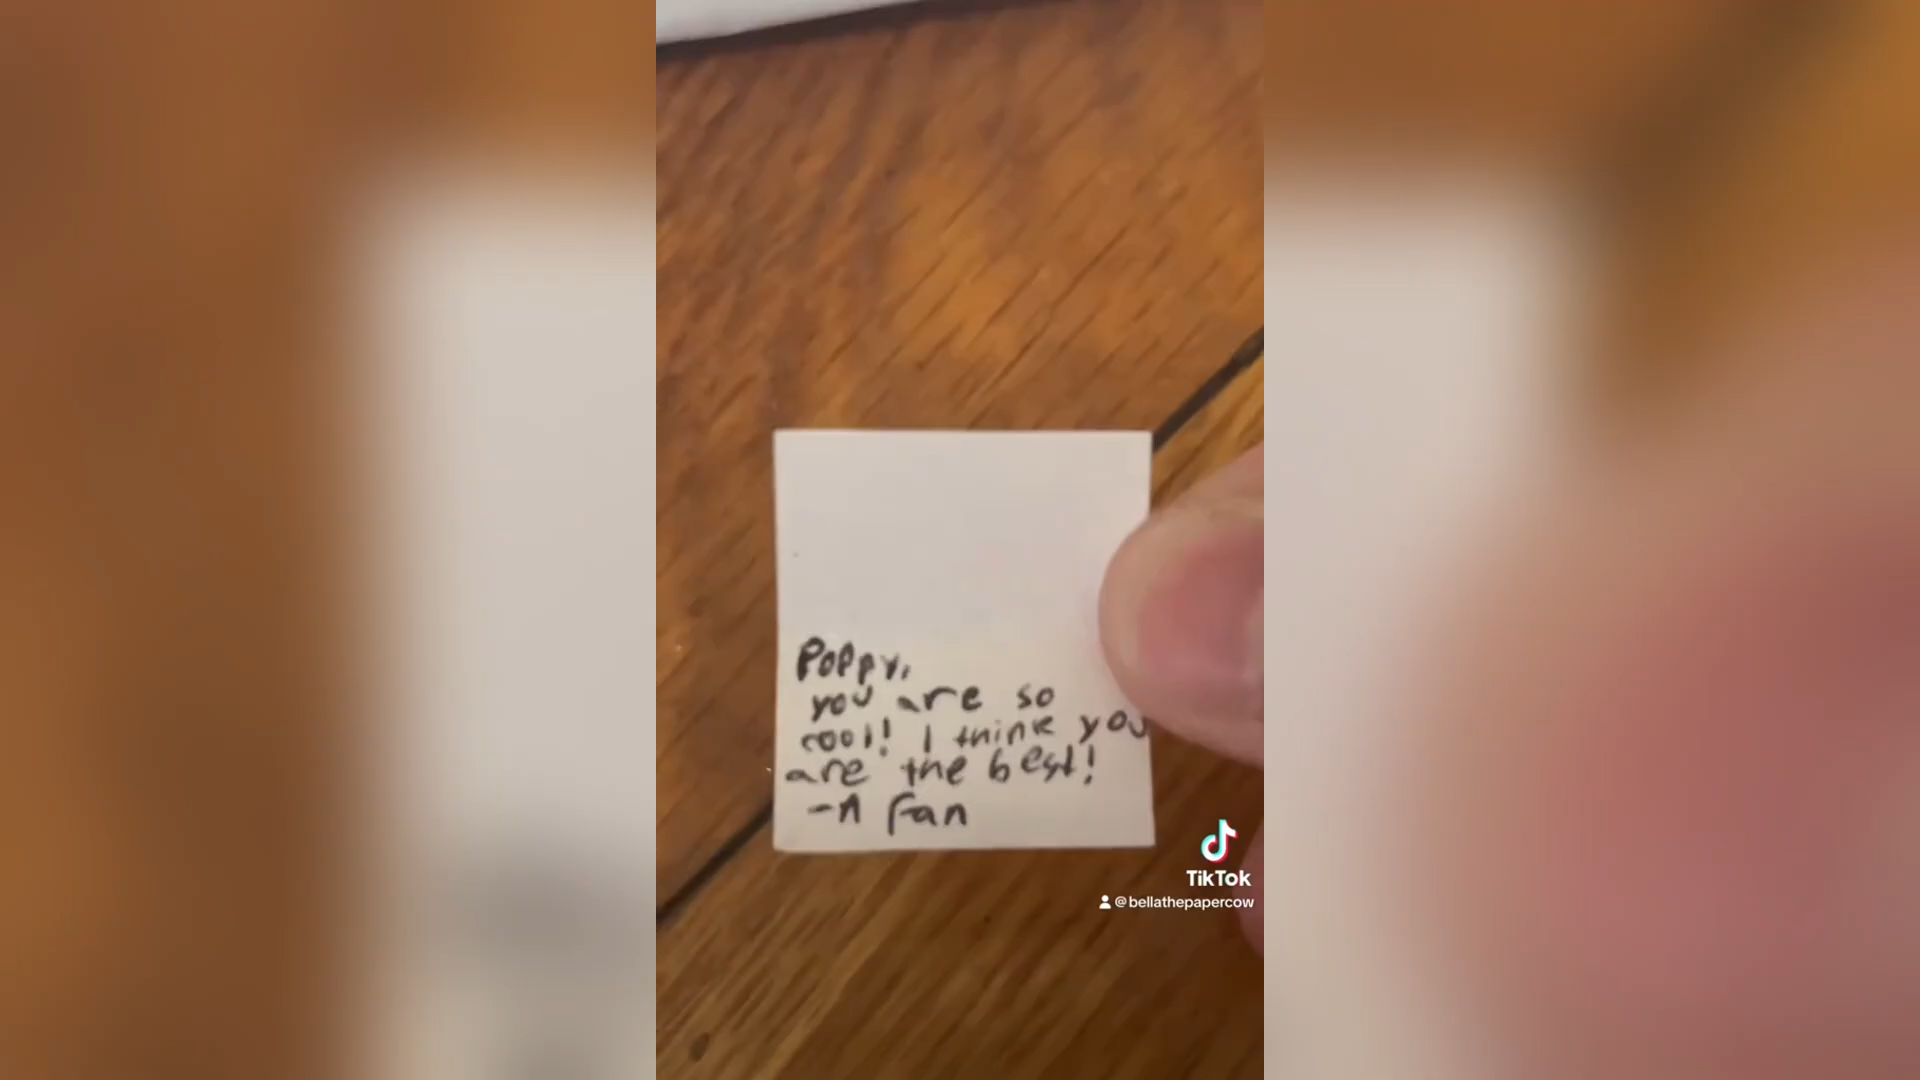 Poppy,
you are so
cool! I think you
are the best!
-A fan
TikTok
@bellathepapercow